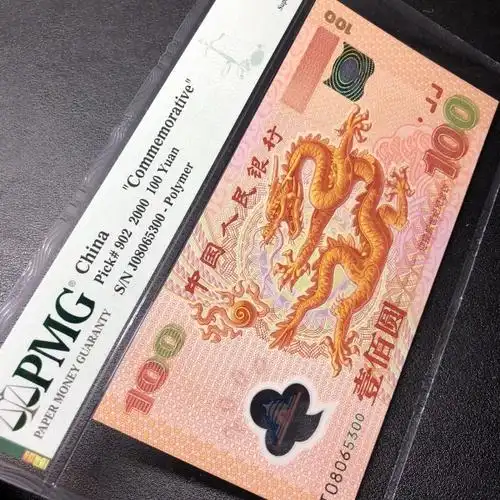 PMG®
PAPER MONEY GUARANTY
China
Pick# 902 2000 100 Yuan
S/N J08065300 - Polymer
"Commemorative"
100
中国人民银行
100
100
壹佰圆
J08065300